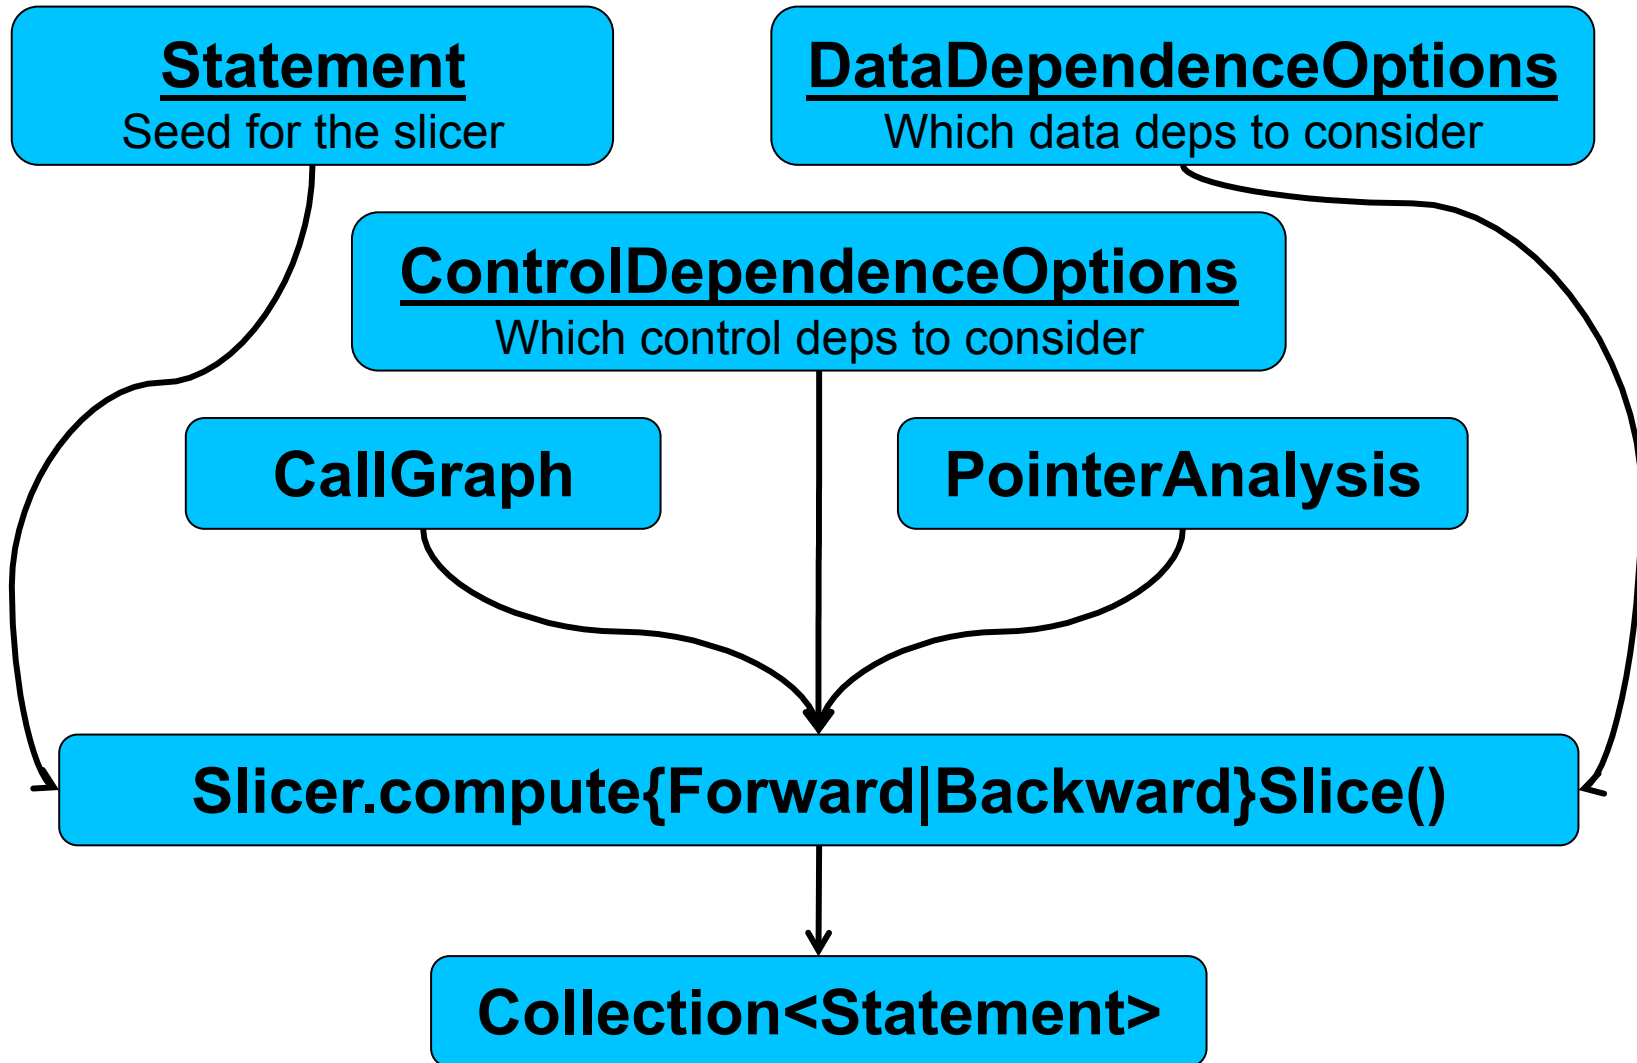 Statement
Seed for the slicer
DataDependenceOptions
Which data deps to consider
ControlDependenceOptions
Which control deps to consider
CallGraph
PointerAnalysis
Slicer.compute{Forward|Backward}Slice()
Collection<Statement>